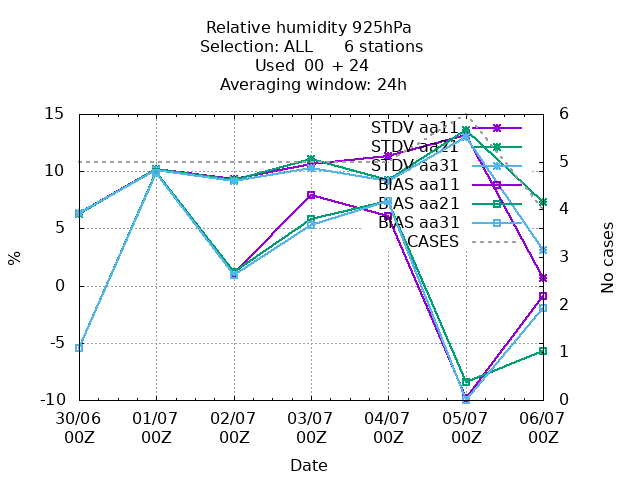 Relative humidity 925hPa
Selection: ALL 6 stations
Used 00 + 24
Averaging window: 24h
15
10
5
0
-5
-10
%
6
5
4
3
2
1
0
No cases
STDV aa11
STDV aa21
STDV aa31
BIAS aa11
BIAS aa21
BIAS aa31
CASES
30/06 01/07 02/07 03/07 04/07 05/07 06/07
00Z 00Z 00Z 00Z 00Z 00Z 00Z
Date